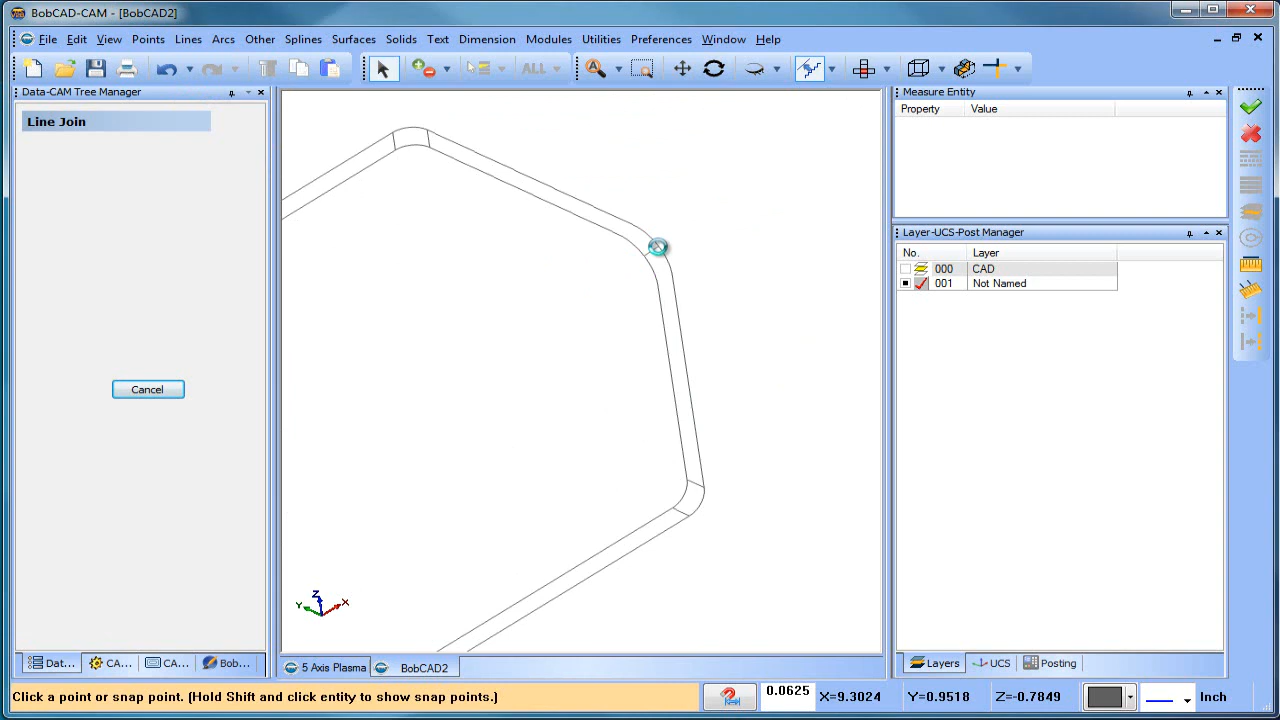 BobCAD-CAM - [BobCAD2]
File Edit View Points Lines Arcs Other Splines Surfaces Solids Text Dimension Modules Utilities Preferences Window Help
ALL
Data-CAM Tree Manager
Line Join
Cancel
Dat... CA... CA... Bob...
X Y Z
5 Axis Plasma BobCAD2
Measure Entity
Property Value
Layer-UCS-Post Manager
No. Layer
000 CAD
001 Not Named
Layers UCS Posting
Click a point or snap point. (Hold Shift and click entity to show snap points.) 0.0625 X=9.3024 Y=0.9518 Z=-0.7849 Inch